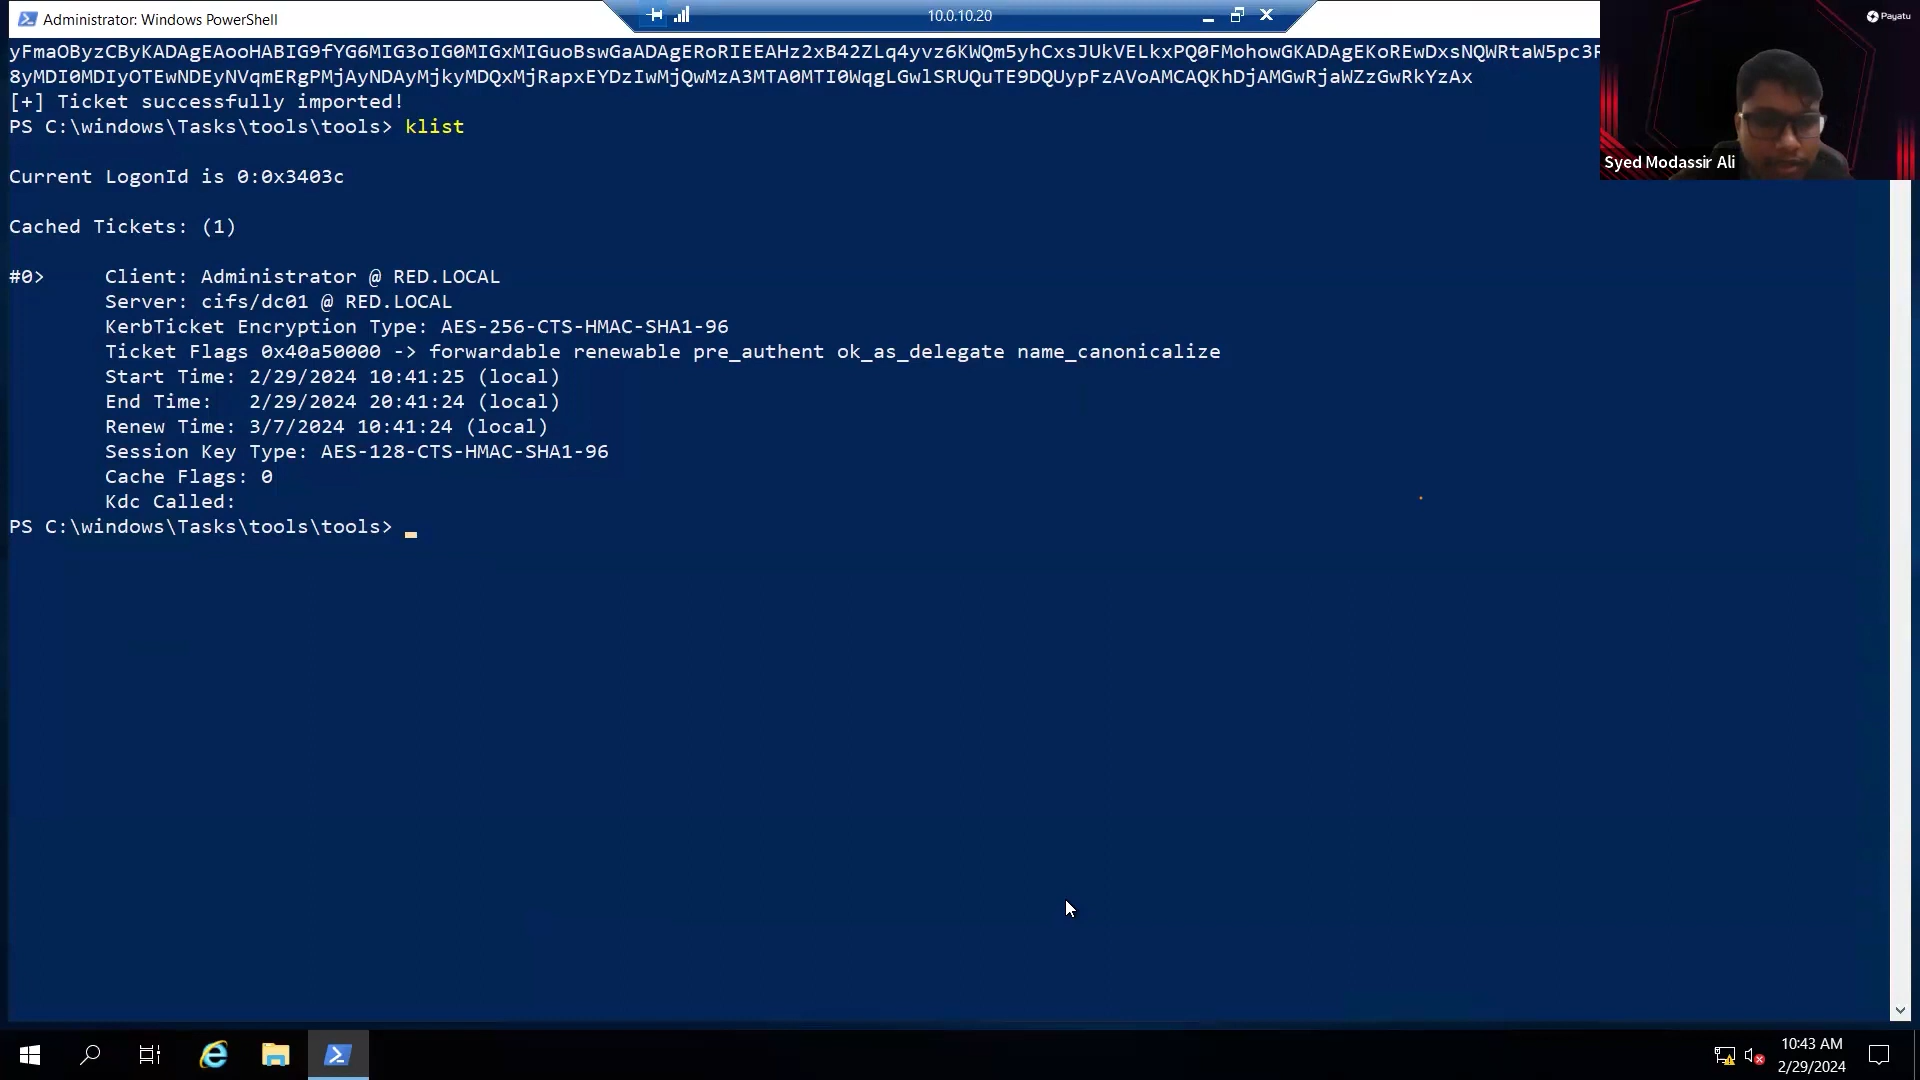 Administrator: Windows PowerShell
10.0.10.20
Payatu
yFmaOByzCByKADAgEAooHABIG9fYG6MIG3oIG0MIGxMIGuoBswGaADAgERoRIEEAHz2xB42ZLq4yvz6KWQm5yhCxsJUkVELkxPQ0FMohowGKADAgEKoREwDxsNQWRtaW5pc3R
8yMDI0MDIyOTEwNDEyNVqmERgPMjAyNDAyMjkyMDQxMjRapxEYDzIwMjQwMzA3MTA0MTI0WqgLGwlSRUQuTE9DQUypFzAVoAMCAQKhDjAMGwRjaWZzGwRkYzAx
[+] Ticket successfully imported!
PS C:\windows\Tasks\tools\tools> klist
Syed Modassir Ali
Current LogonId is 0:0x3403c
Cached Tickets: (1)
#0> Client: Administrator @ RED.LOCAL
Server: cifs/dc01 @ RED.LOCAL
KerbTicket Encryption Type: AES-256-CTS-HMAC-SHA1-96
Ticket Flags 0x40a50000 -> forwardable renewable pre_authent ok_as_delegate name_canonicalize
Start Time: 2/29/2024 10:41:25 (local)
End Time: 2/29/2024 20:41:24 (local)
Renew Time: 3/7/2024 10:41:24 (local)
Session Key Type: AES-128-CTS-HMAC-SHA1-96
Cache Flags: 0
Kdc Called:
PS C:\windows\Tasks\tools\tools>
10:43 AM
2/29/2024